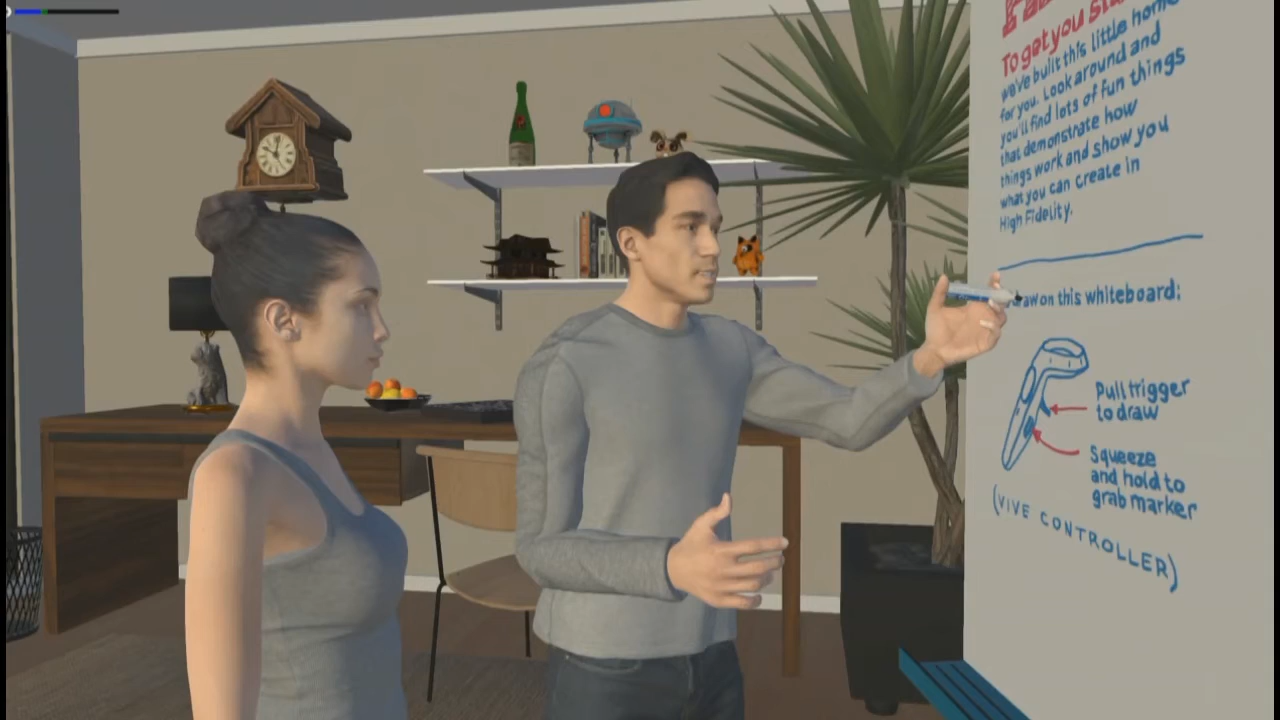 To get you sta
we've built this little home
for you. Look around and
you'll find lots of fun things
that demonstrate how
things work and show you
what you can create in
High Fidelity.
draw on this whiteboard:
Pull trigger
to draw
Squeeze
and hold to
grab marker
(VIVE CONTROLLER)